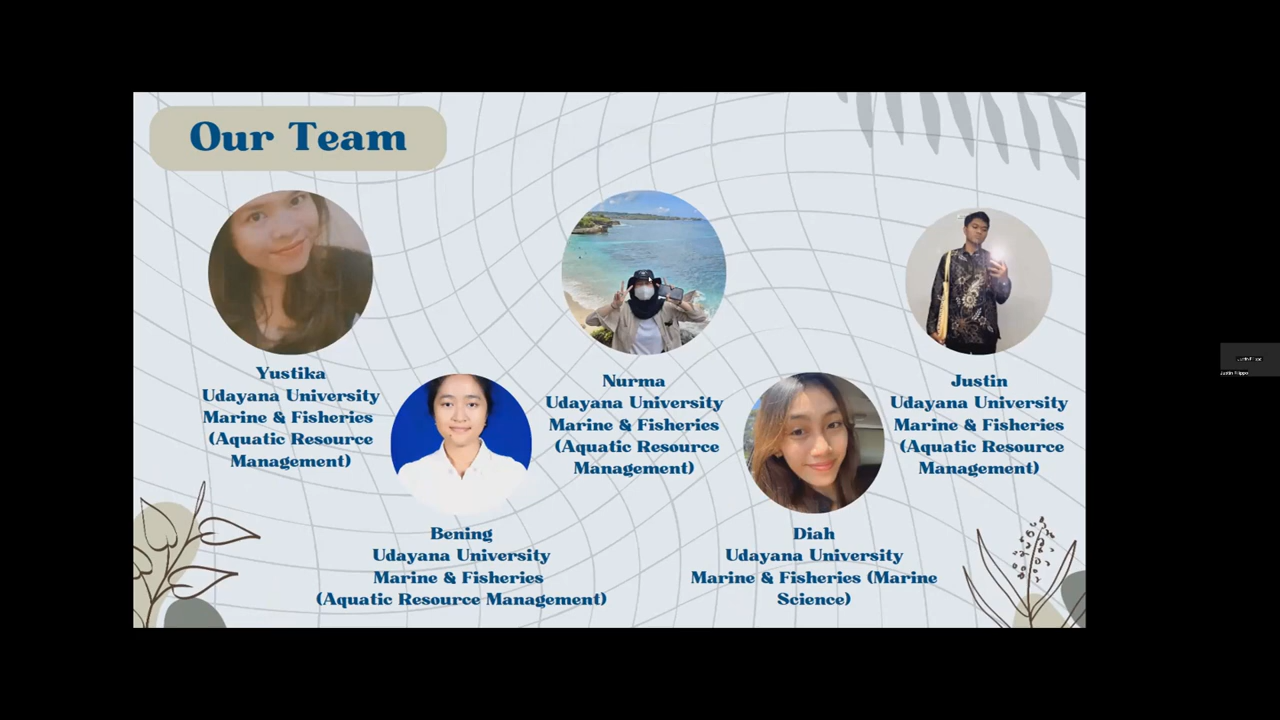 Our Team
Yustika
Udayana University
Marine & Fisheries
(Aquatic Resource
Management)
Bening
Udayana University
Marine & Fisheries
(Aquatic Resource Management)
Nurma
Udayana University
Marine & Fisheries
(Aquatic Resource
Management)
Diah
Udayana University
Marine & Fisheries (Marine
Science)
Justin
Udayana University
Marine & Fisheries
(Aquatic Resource
Management)